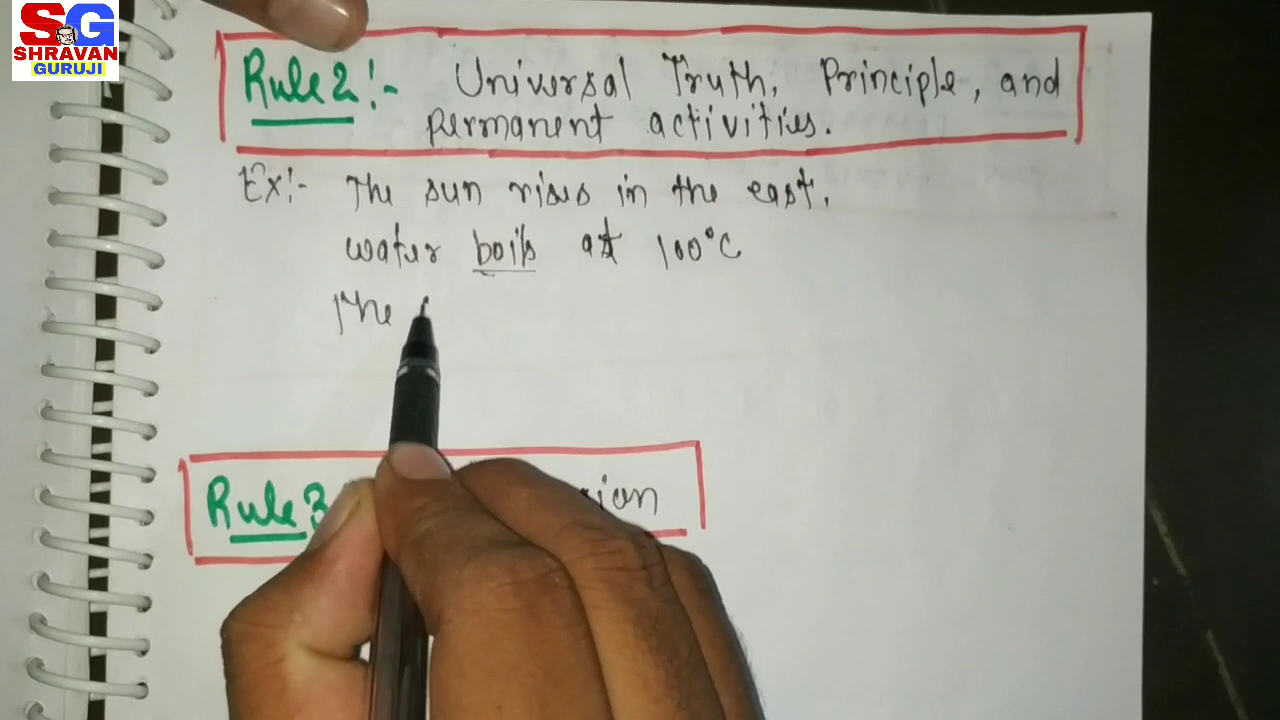 SG
SHRAVAN
GURUJI
Rule 2:- Universal Truth, Principle, and
permanent activities.
Ex:- The sun rises in the east.
water boils at 100°C
The
Rule 3